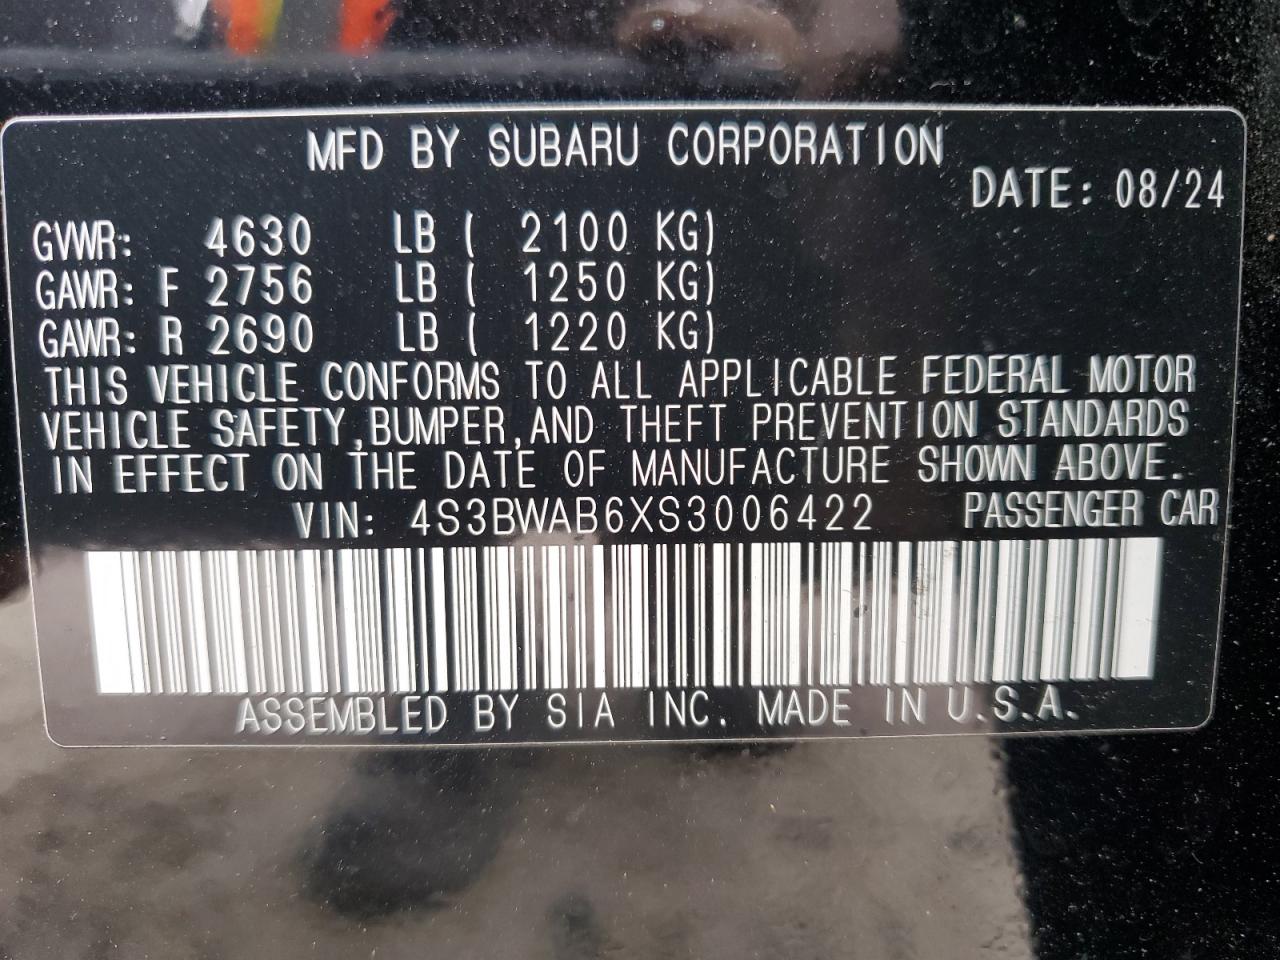 MFD BY SUBARU CORPORATION
DATE: 08/24
GVWR: 4630 LB ( 2100 KG)
GAWR: F 2756 LB ( 1250 KG)
GAWR: R 2690 LB ( 1220 KG)
THIS VEHICLE CONFORMS TO ALL APPLICABLE FEDERAL MOTOR
VEHICLE SAFETY,BUMPER,AND THEFT PREVENTION STANDARDS
IN EFFECT ON THE DATE OF MANUFACTURE SHOWN ABOVE.
VIN: 4S3BWAB6XS3006422 PASSENGER CAR
ASSEMBLED BY SIA INC. MADE IN U.S.A.